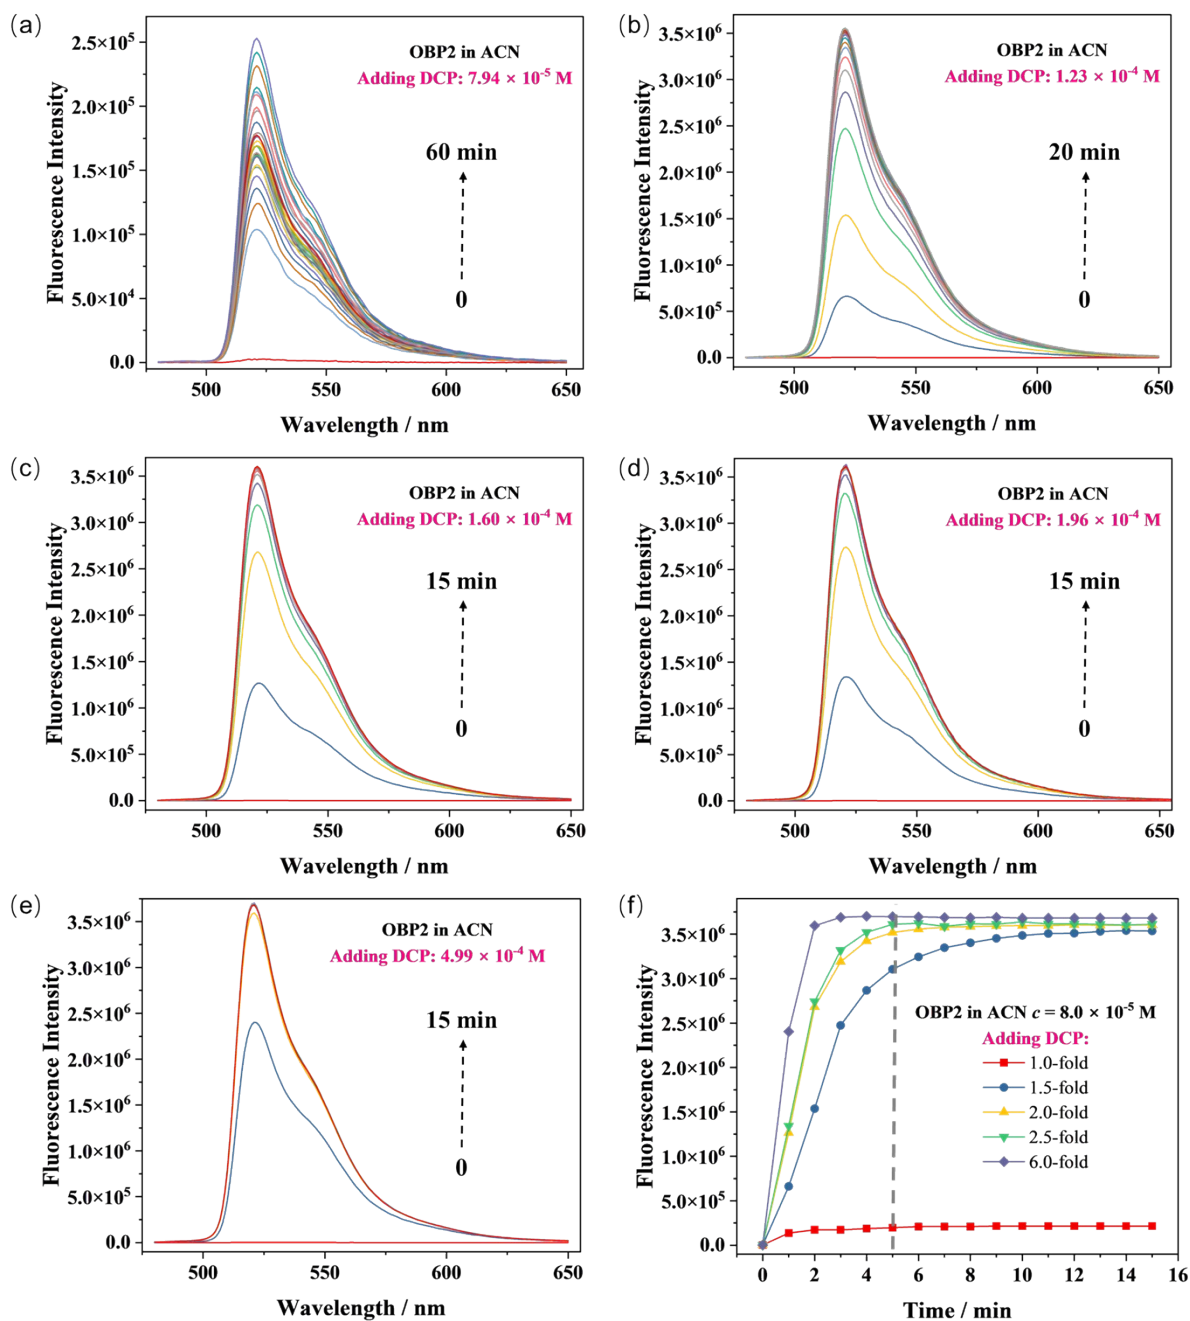 (a)
OBP2 in ACN
Adding DCP: 7.94 × 10⁻⁵ M
60 min
0
2.5×10⁵
2.0×10⁵
1.5×10⁵
1.0×10⁵
5.0×10⁴
0.0
Fluorescence Intensity
500 550 600 650
Wavelength / nm
(b)
OBP2 in ACN
Adding DCP: 1.23 × 10⁻⁴ M
20 min
0
3.5×10⁶
3.0×10⁶
2.5×10⁶
2.0×10⁶
1.5×10⁶
1.0×10⁶
5.0×10⁵
0.0
Fluorescence Intensity
500 550 600 650
Wavelength / nm
(c)
OBP2 in ACN
Adding DCP: 1.60 × 10⁻⁴ M
15 min
0
3.5×10⁶
3.0×10⁶
2.5×10⁶
2.0×10⁶
1.5×10⁶
1.0×10⁶
5.0×10⁵
0.0
Fluorescence Intensity
500 550 600 650
Wavelength / nm
(d)
OBP2 in ACN
Adding DCP: 1.96 × 10⁻⁴ M
15 min
0
3.5×10⁶
3.0×10⁶
2.5×10⁶
2.0×10⁶
1.5×10⁶
1.0×10⁶
5.0×10⁵
0.0
Fluorescence Intensity
500 550 600 650
Wavelength / nm
(e)
OBP2 in ACN
Adding DCP: 4.99 × 10⁻⁴ M
15 min
0
3.5×10⁶
3.0×10⁶
2.5×10⁶
2.0×10⁶
1.5×10⁶
1.0×10⁶
5.0×10⁵
0.0
Fluorescence Intensity
500 550 600 650
Wavelength / nm
(f)
OBP2 in ACN c = 8.0 × 10⁻⁵ M
Adding DCP:
1.0-fold
1.5-fold
2.0-fold
2.5-fold
6.0-fold
3.5×10⁶
3.0×10⁶
2.5×10⁶
2.0×10⁶
1.5×10⁶
1.0×10⁶
5.0×10⁵
0.0
Fluorescence Intensity
0 2 4 6 8 10 12 14 16
Time / min